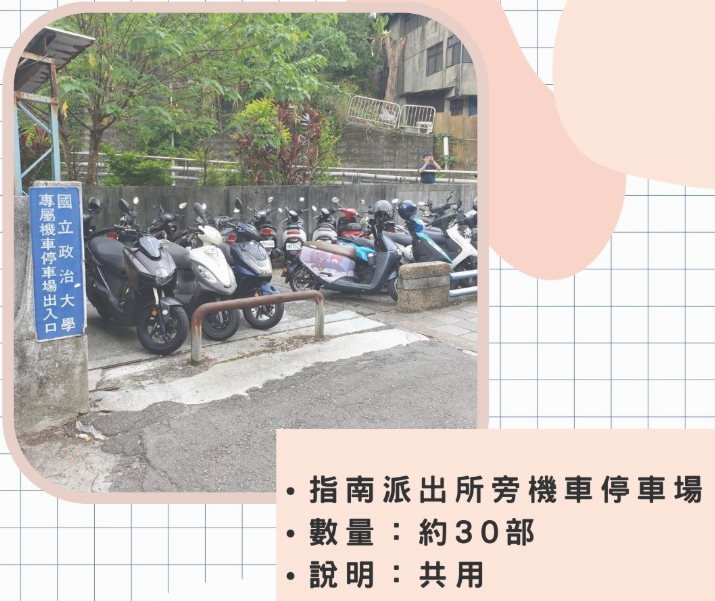 國立政治大學
專屬機車停車場出入口
• 指南派出所旁機車停車場
• 數量：約30部
• 說明：共用